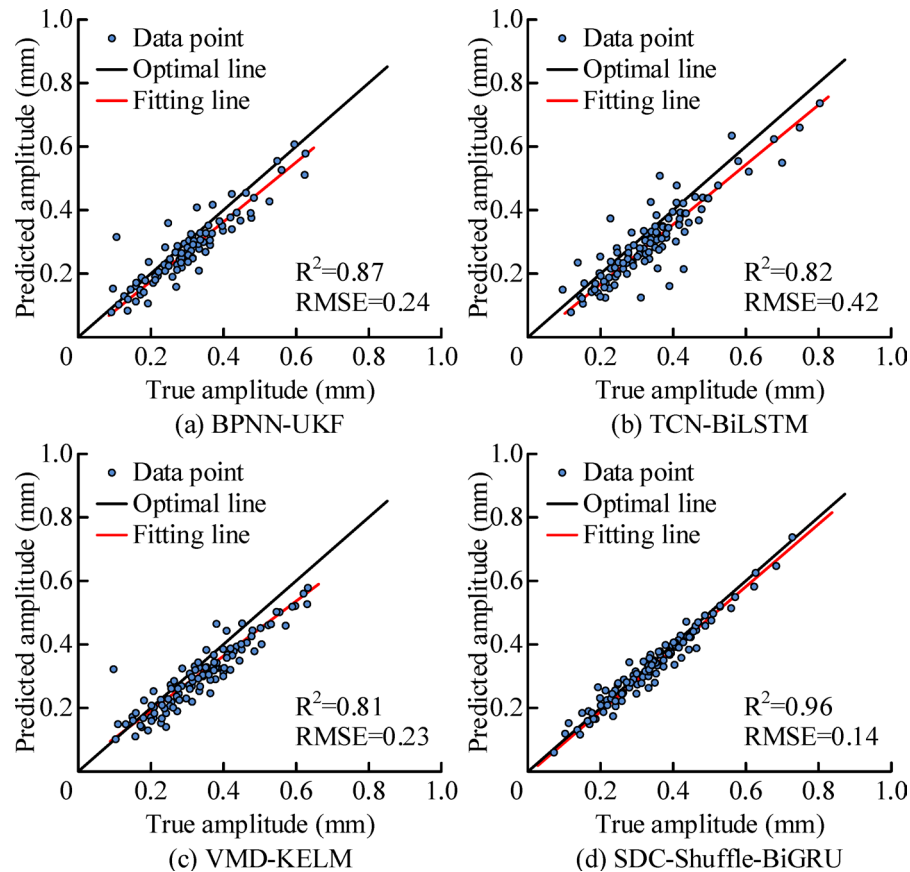 (a) BPNN-UKF
Predicted amplitude (mm)
1.0
0.8
0.6
0.4
0.2
0
0.2
0.4
0.6
0.8
1.0
Data point
Optimal line
Fitting line
R²=0.87
RMSE=0.24
True amplitude (mm)
(b) TCN-BiLSTM
Predicted amplitude (mm)
1.0
0.8
0.6
0.4
0.2
0
0.2
0.4
0.6
0.8
1.0
Data point
Optimal line
Fitting line
R²=0.82
RMSE=0.42
True amplitude (mm)
(c) VMD-KELM
Predicted amplitude (mm)
1.0
0.8
0.6
0.4
0.2
0
0.2
0.4
0.6
0.8
1.0
Data point
Optimal line
Fitting line
R²=0.81
RMSE=0.23
True amplitude (mm)
(d) SDC-Shuffle-BiGRU
Predicted amplitude (mm)
1.0
0.8
0.6
0.4
0.2
0
0.2
0.4
0.6
0.8
1.0
Data point
Optimal line
Fitting line
R²=0.96
RMSE=0.14
True amplitude (mm)